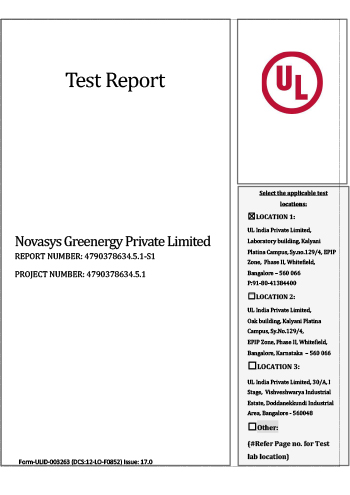 Test Report
UL
Novasys Greenergy Private Limited
REPORT NUMBER: 4790378634.5.1-S1
PROJECT NUMBER: 4790378634.5.1
Select the applicable test
locations:
☒LOCATION 1:
UL India Private Limited,
Laboratory building, Kalyani
Platina Campus, Sy.no.129/4, EPIP
Zone, Phase II, Whitefield,
Bangalore – 560 066
P:91-80-41384400
☐LOCATION 2:
UL India Private Limited,
Oak building, Kalyani Platina
Campus, Sy.No.129/4,
EPIP Zone, Phase II, Whitefield,
Bangalore, Karnataka – 560 066
☐LOCATION 3:
UL India Private Limited, 30/A, I
Stage, Vishveshwarya Industrial
Estate, Doddanekkundi Industrial
Area, Bangalore - 560048
☐Other:
(#Refer Page no. for Test
lab location)
Form-ULID-003263 (DCS:12-LO-F0852) Issue: 17.0